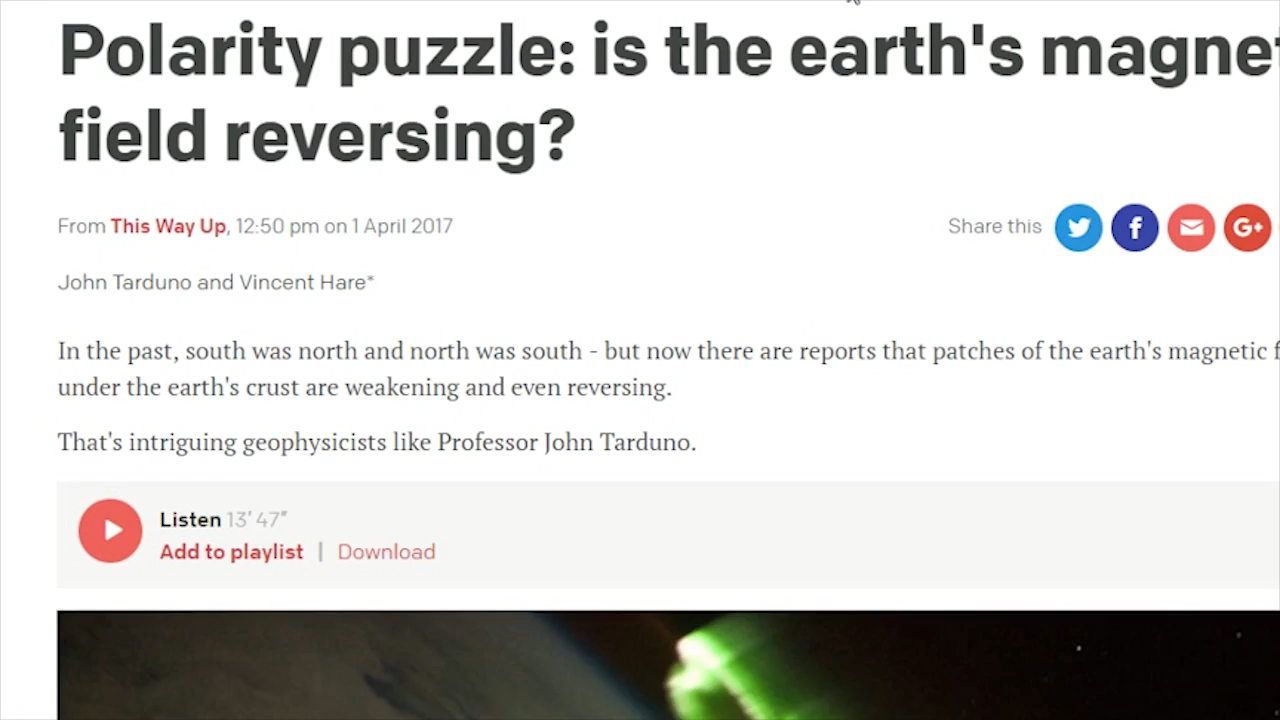 Polarity puzzle: is the earth's magnet
field reversing?
From This Way Up, 12:50 pm on 1 April 2017
Share this
G+
John Tarduno and Vincent Hare*
In the past, south was north and north was south - but now there are reports that patches of the earth's magnetic f
under the earth's crust are weakening and even reversing.
That's intriguing geophysicists like Professor John Tarduno.
Listen 13′ 47″
Add to playlist | Download